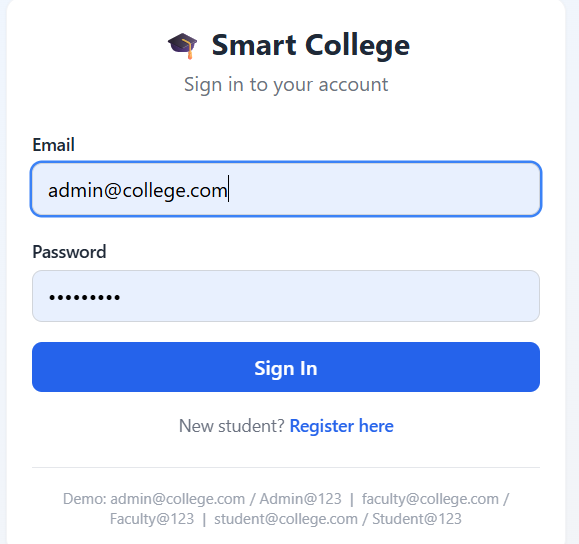 Smart College
Sign in to your account
Email
admin@college.com
Password
•••••••••
Sign In
New student? Register here
Demo: admin@college.com / Admin@123 | faculty@college.com /
Faculty@123 | student@college.com / Student@123